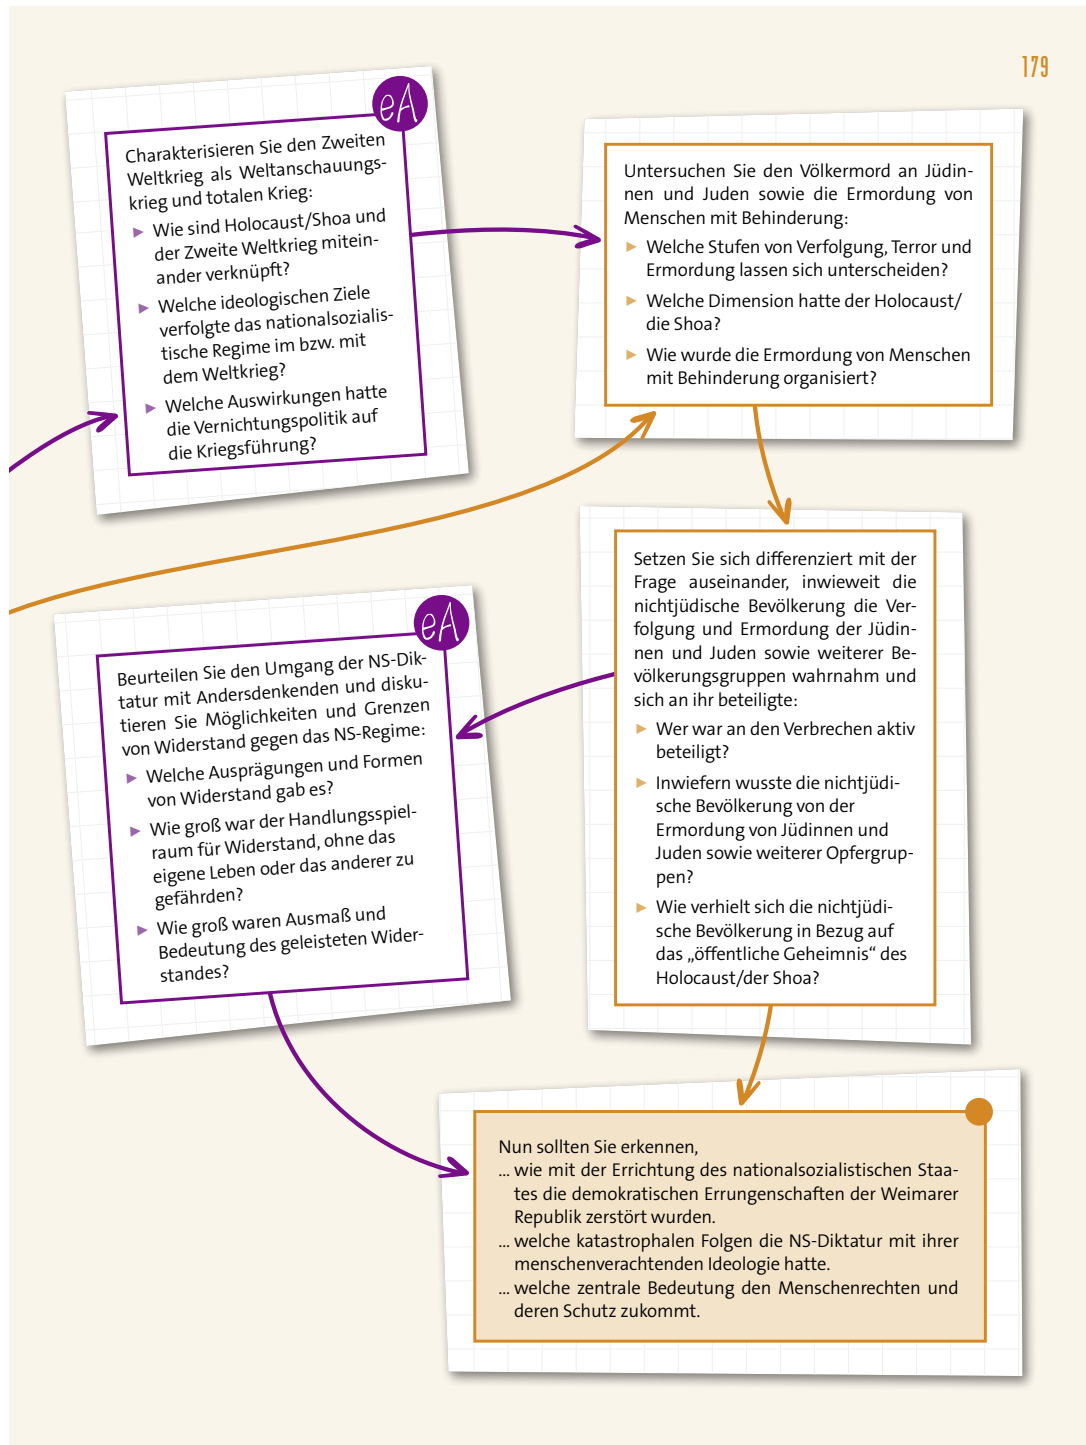 179
eA
Charakterisieren Sie den Zweiten
Weltkrieg als Weltanschauungs-
krieg und totalen Krieg:
► Wie sind Holocaust/Shoa und
der Zweite Weltkrieg mitein-
ander verknüpft?
► Welche ideologischen Ziele
verfolgte das nationalsozialis-
tische Regime im bzw. mit
dem Weltkrieg?
► Welche Auswirkungen hatte
die Vernichtungspolitik auf
die Kriegsführung?
Untersuchen Sie den Völkermord an Jüdin-
nen und Juden sowie die Ermordung von
Menschen mit Behinderung:
► Welche Stufen von Verfolgung, Terror und
Ermordung lassen sich unterscheiden?
► Welche Dimension hatte der Holocaust/
die Shoa?
► Wie wurde die Ermordung von Menschen
mit Behinderung organisiert?
Setzen Sie sich differenziert mit der
Frage auseinander, inwieweit die
nichtjüdische Bevölkerung die Ver-
folgung und Ermordung der Jüdin-
nen und Juden sowie weiterer Be-
völkerungsgruppen wahrnahm und
sich an ihr beteiligte:
► Wer war an den Verbrechen aktiv
beteiligt?
► Inwiefern wusste die nichtjüdi-
sche Bevölkerung von der
Ermordung von Jüdinnen und
Juden sowie weiterer Opfergrup-
pen?
► Wie verhielt sich die nichtjüdi-
sche Bevölkerung in Bezug auf
das „öffentliche Geheimnis“ des
Holocaust/der Shoa?
eA
Beurteilen Sie den Umgang der NS-Dik-
tatur mit Andersdenkenden und disku-
tieren Sie Möglichkeiten und Grenzen
von Widerstand gegen das NS-Regime:
► Welche Ausprägungen und Formen
von Widerstand gab es?
► Wie groß war der Handlungsspiel-
raum für Widerstand, ohne das
eigene Leben oder das anderer zu
gefährden?
► Wie groß waren Ausmaß und
Bedeutung des geleisteten Wider-
standes?
Nun sollten Sie erkennen,
... wie mit der Errichtung des nationalsozialistischen Staa-
tes die demokratischen Errungenschaften der Weimarer
Republik zerstört wurden.
... welche katastrophalen Folgen die NS-Diktatur mit ihrer
menschenverachtenden Ideologie hatte.
... welche zentrale Bedeutung den Menschenrechten und
deren Schutz zukommt.